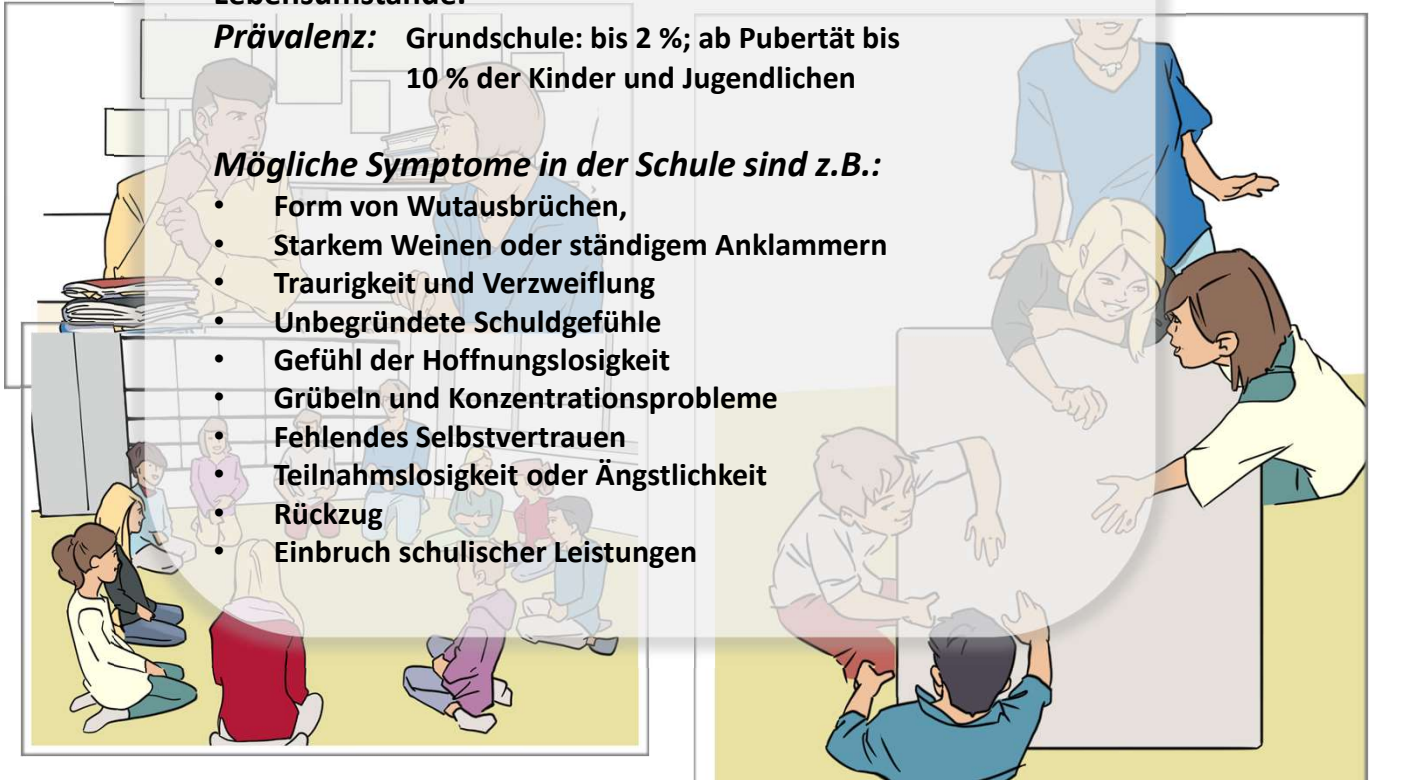 Lebensumstände.
Prävalenz: Grundschule: bis 2 %; ab Pubertät bis
10 % der Kinder und Jugendlichen
Mögliche Symptome in der Schule sind z.B.:
• Form von Wutausbrüchen,
• Starkem Weinen oder ständigem Anklammern
• Traurigkeit und Verzweiflung
• Unbegründete Schuldgefühle
• Gefühl der Hoffnungslosigkeit
• Grübeln und Konzentrationsprobleme
• Fehlendes Selbstvertrauen
• Teilnahmslosigkeit oder Ängstlichkeit
• Rückzug
• Einbruch schulischer Leistungen